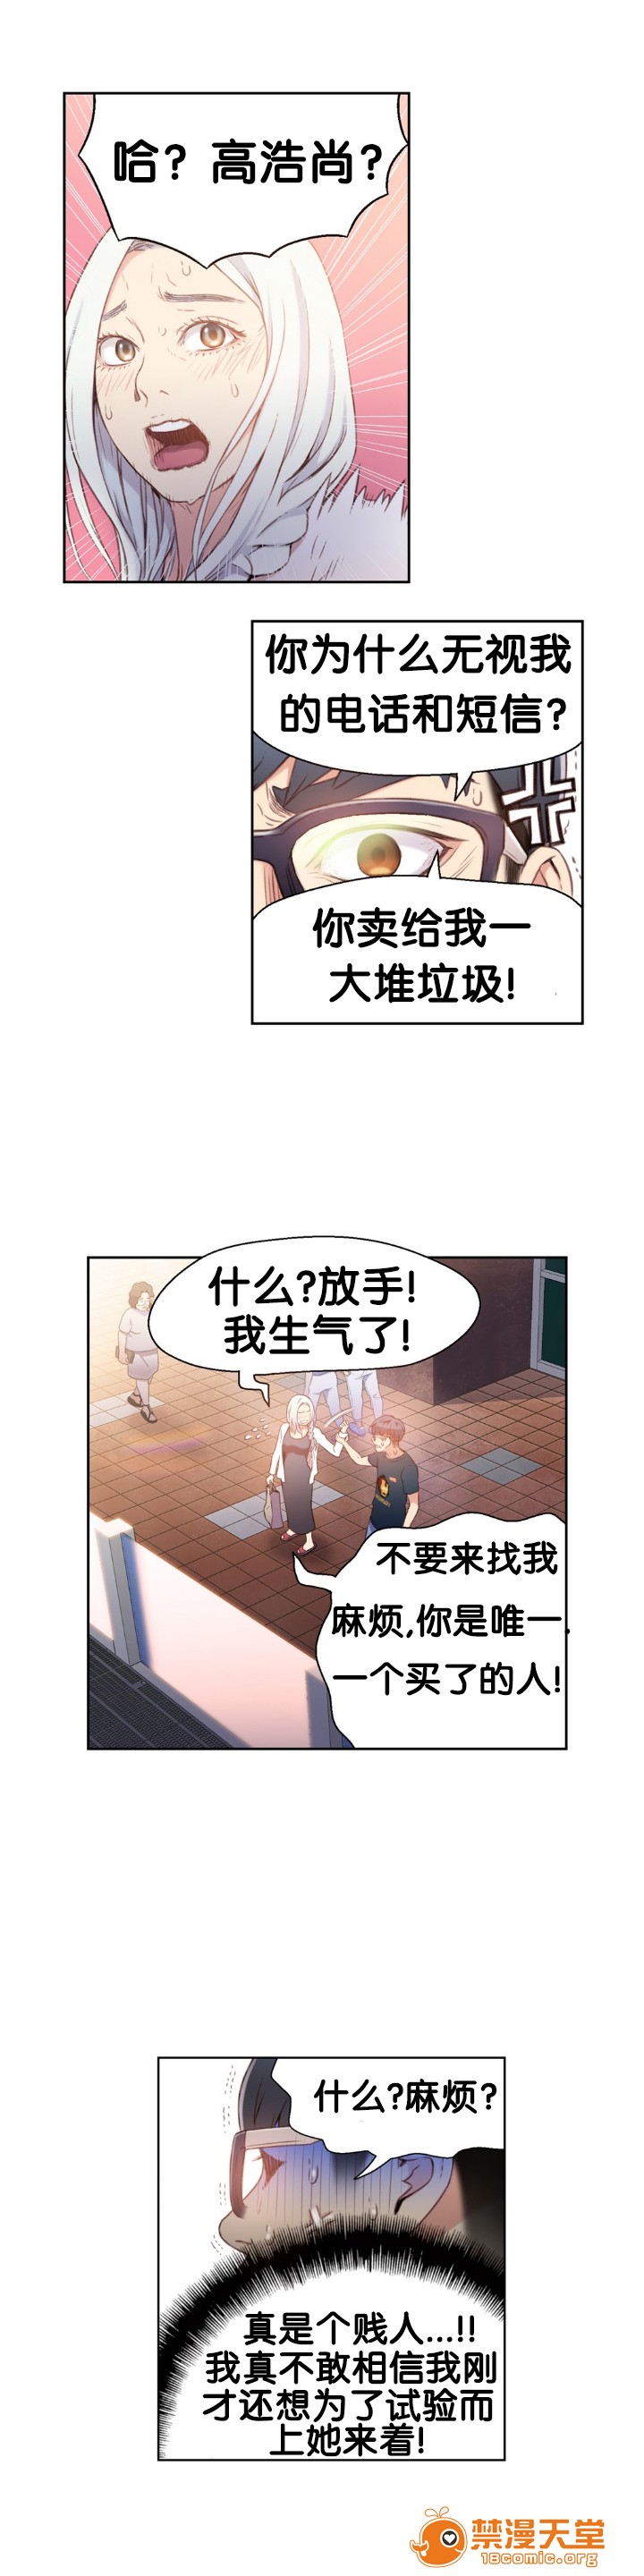 哈? 高浩尚?
你为什么无视我
的电话和短信?
你卖给我一
大堆垃圾!
什么?放手!
我生气了!
不要来找我
麻烦,你是唯一.
一个买了的人!
什么?麻烦?
真是个贱人...!!
我真不敢相信我刚
才还想为了试验而
上她来着!
禁漫天堂
18comic.org